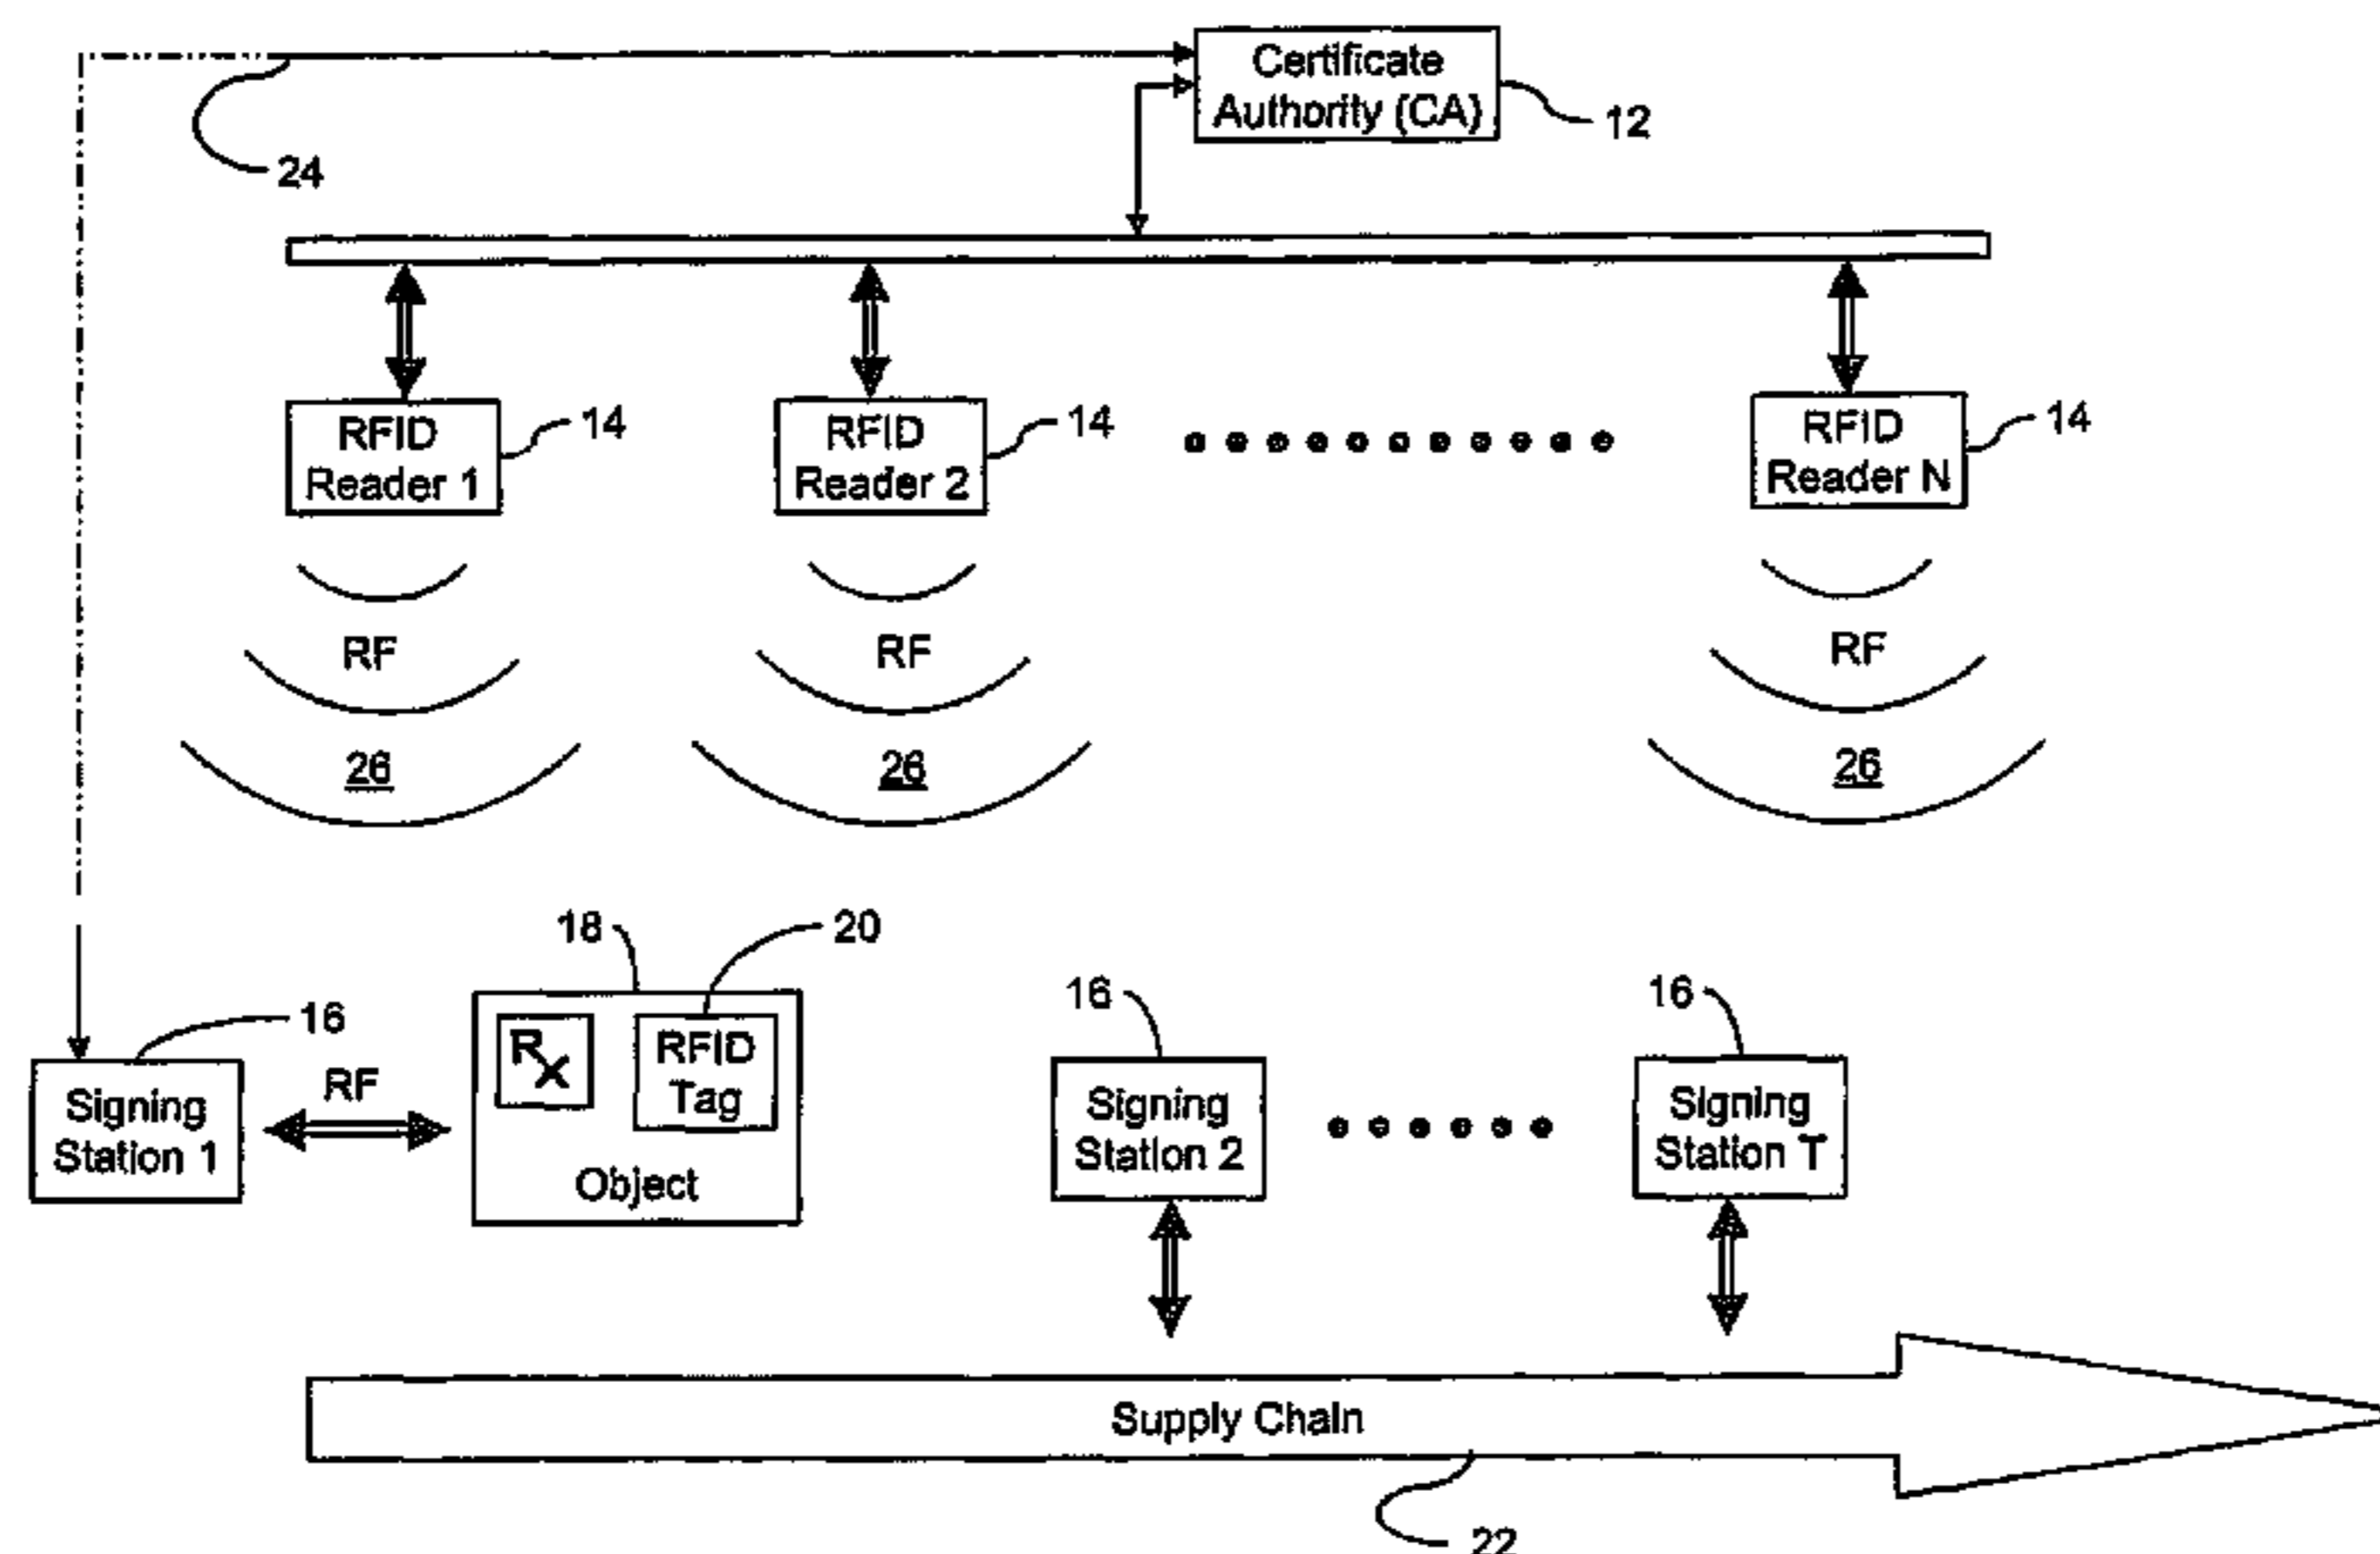 Certificate
Authority (CA)
12
24
RFID
Reader 1
14
RFID
Reader 2
14
RFID
Reader N
14
RF
RF
RF
26
26
26
18
20
16
Signing
Station 1
RF
Rx
RFID
Tag
Object
16
Signing
Station 2
16
Signing
Station T
Supply Chain
22